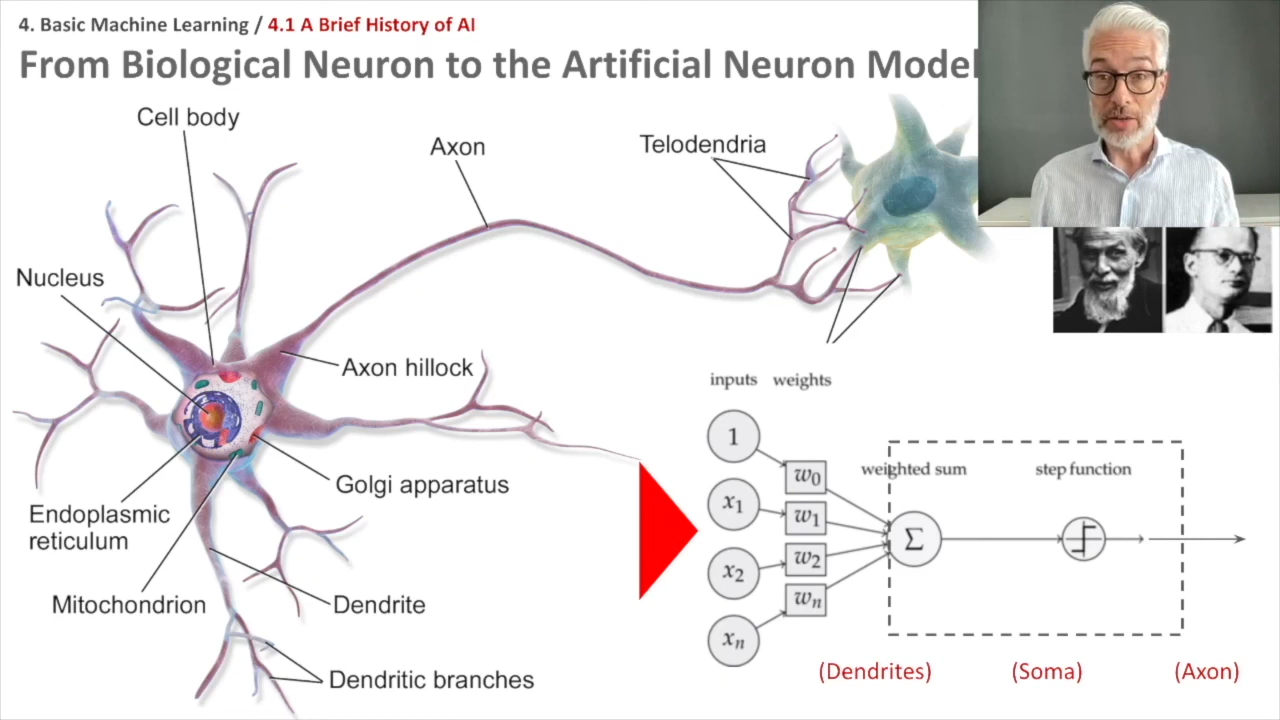 4. Basic Machine Learning / 4.1 A Brief History of AI
From Biological Neuron to the Artificial Neuron Model
Cell body
Axon
Telodendria
Nucleus
Axon hillock
Golgi apparatus
Endoplasmic
reticulum
Mitochondrion
Dendrite
Dendritic branches
inputs weights
1
w0
weighted sum
step function
x1
w1
Σ
x2
w2
wn
xn
(Dendrites)
(Soma)
(Axon)